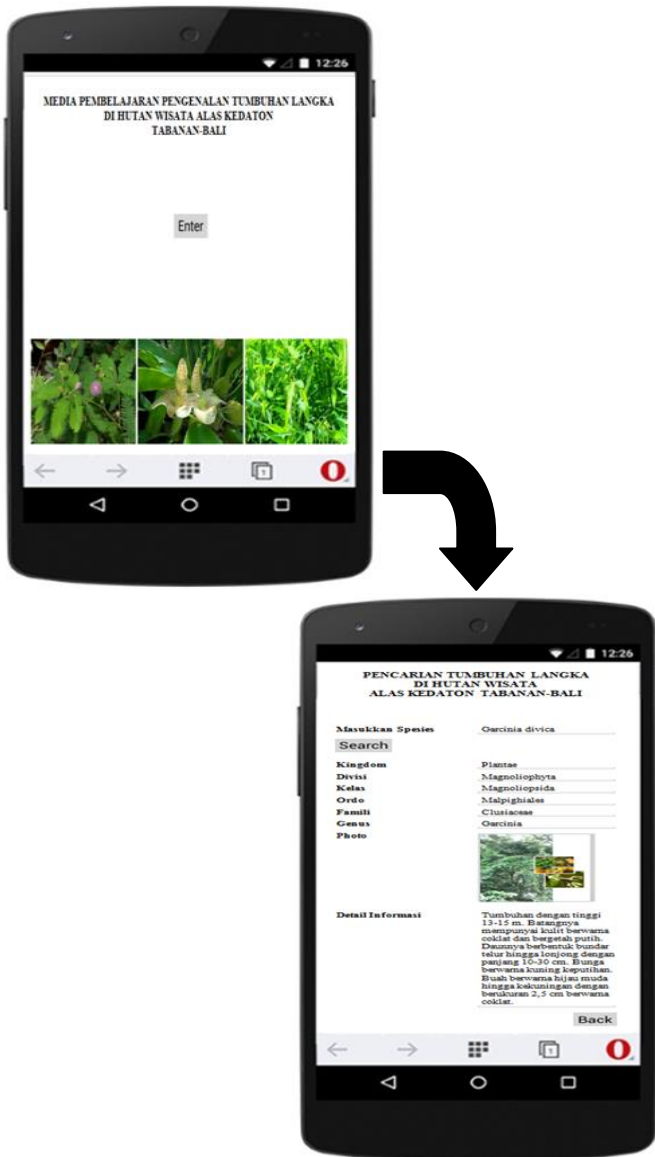 12:26
MEDIA PEMBELAJARAN PENGENALAN TUMBUHAN LANGKA
DI HUTAN WISATA ALAS KEDATON
TABANAN-BALI
Enter
1
12:26
PENCARIAN TUMBUHAN LANGKA
DI HUTAN WISATA
ALAS KEDATON TABANAN-BALI
Masukkan Spesies Garcinia divica
Search
Kingdom Plantae
Divisi Magnoliophyta
Kelas Magnoliopsida
Ordo Malpighiales
Famili Clusiaceae
Genus Garcinia
Photo
Detail Informasi Tumbuhan dengan tinggi
13-15 m. Batangnya
mempunyai kulit berwarna
coklat dan bergetah putih.
Daunnya berbentuk bundar
telur hingga lonjong dengan
panjang 10-30 cm. Bunga
berwarna kuning keputihan.
Buah berwarna hijau muda
hingga kekuningan dengan
berukuran 2,5 cm berwarna
coklat.
Back
1